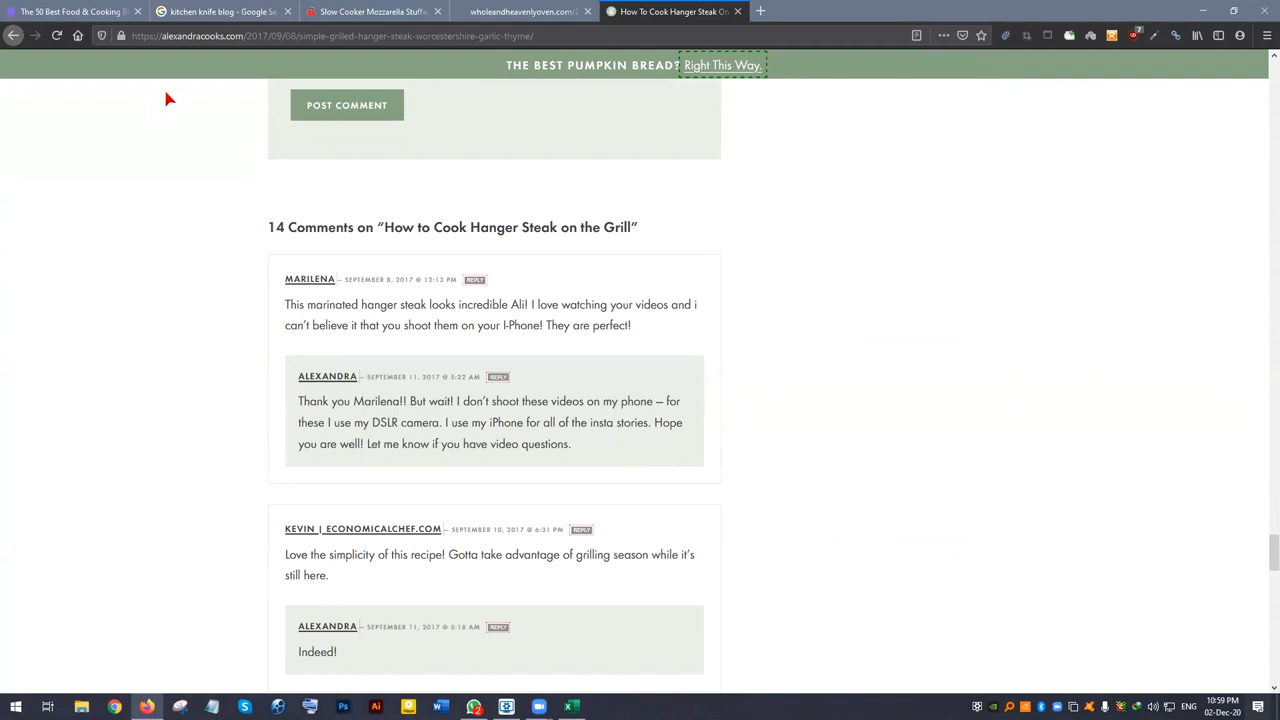 The 50 Best Food & Cooking B
kitchen knife blog - Google Se
Slow Cooker Mozzarella Stuffe
wholeandheavenlyoven.com/2
How To Cook Hanger Steak On
https://alexandracooks.com/2017/09/06/simple-grilled-hanger-steak-worcestershire-garlic-thyme/
THE BEST PUMPKIN BREAD? Right This Way.
POST COMMENT
14 Comments on “How to Cook Hanger Steak on the Grill”
MARILENA — SEPTEMBER 8, 2017 @ 12:13 PM REPLY
This marinated hanger steak looks incredible Ali! I love watching your videos and i
can’t believe it that you shoot them on your I-Phone! They are perfect!
ALEXANDRA — SEPTEMBER 11, 2017 @ 5:22 AM REPLY
Thank you Marilena!! But wait! I don’t shoot these videos on my phone — for
these I use my DSLR camera. I use my iPhone for all of the insta stories. Hope
you are well! Let me know if you have video questions.
KEVIN | ECONOMICALCHEF.COM — SEPTEMBER 10, 2017 @ 6:31 PM REPLY
Love the simplicity of this recipe! Gotta take advantage of grilling season while it’s
still here.
ALEXANDRA — SEPTEMBER 11, 2017 @ 5:18 AM REPLY
Indeed!
ENG
10:59 PM
02-Dec-20